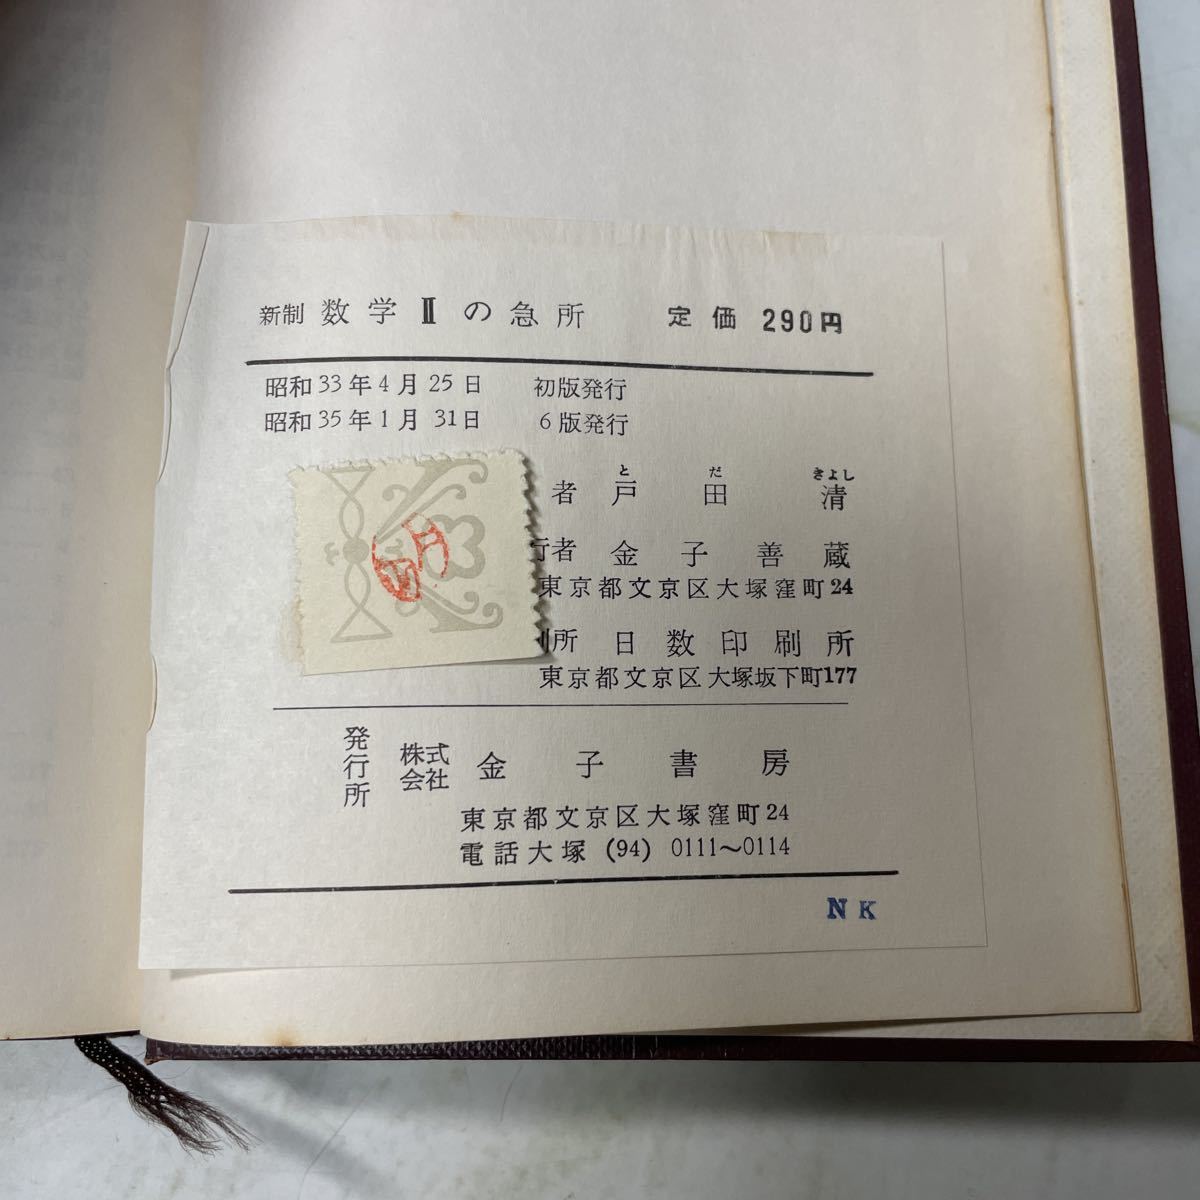 新制 数学Ⅱの急所 定価 290円
昭和33年4月25日 初版発行
昭和35年1月31日 6版発行
者 戸田清
とだきよし
行者 金子善蔵
東京都文京区大塚窪町24
刷所 日数印刷所
東京都文京区大塚坂下町177
発行所 株式会社 金子書房
東京都文京区大塚窪町24
電話大塚 (94) 0111～0114
NK